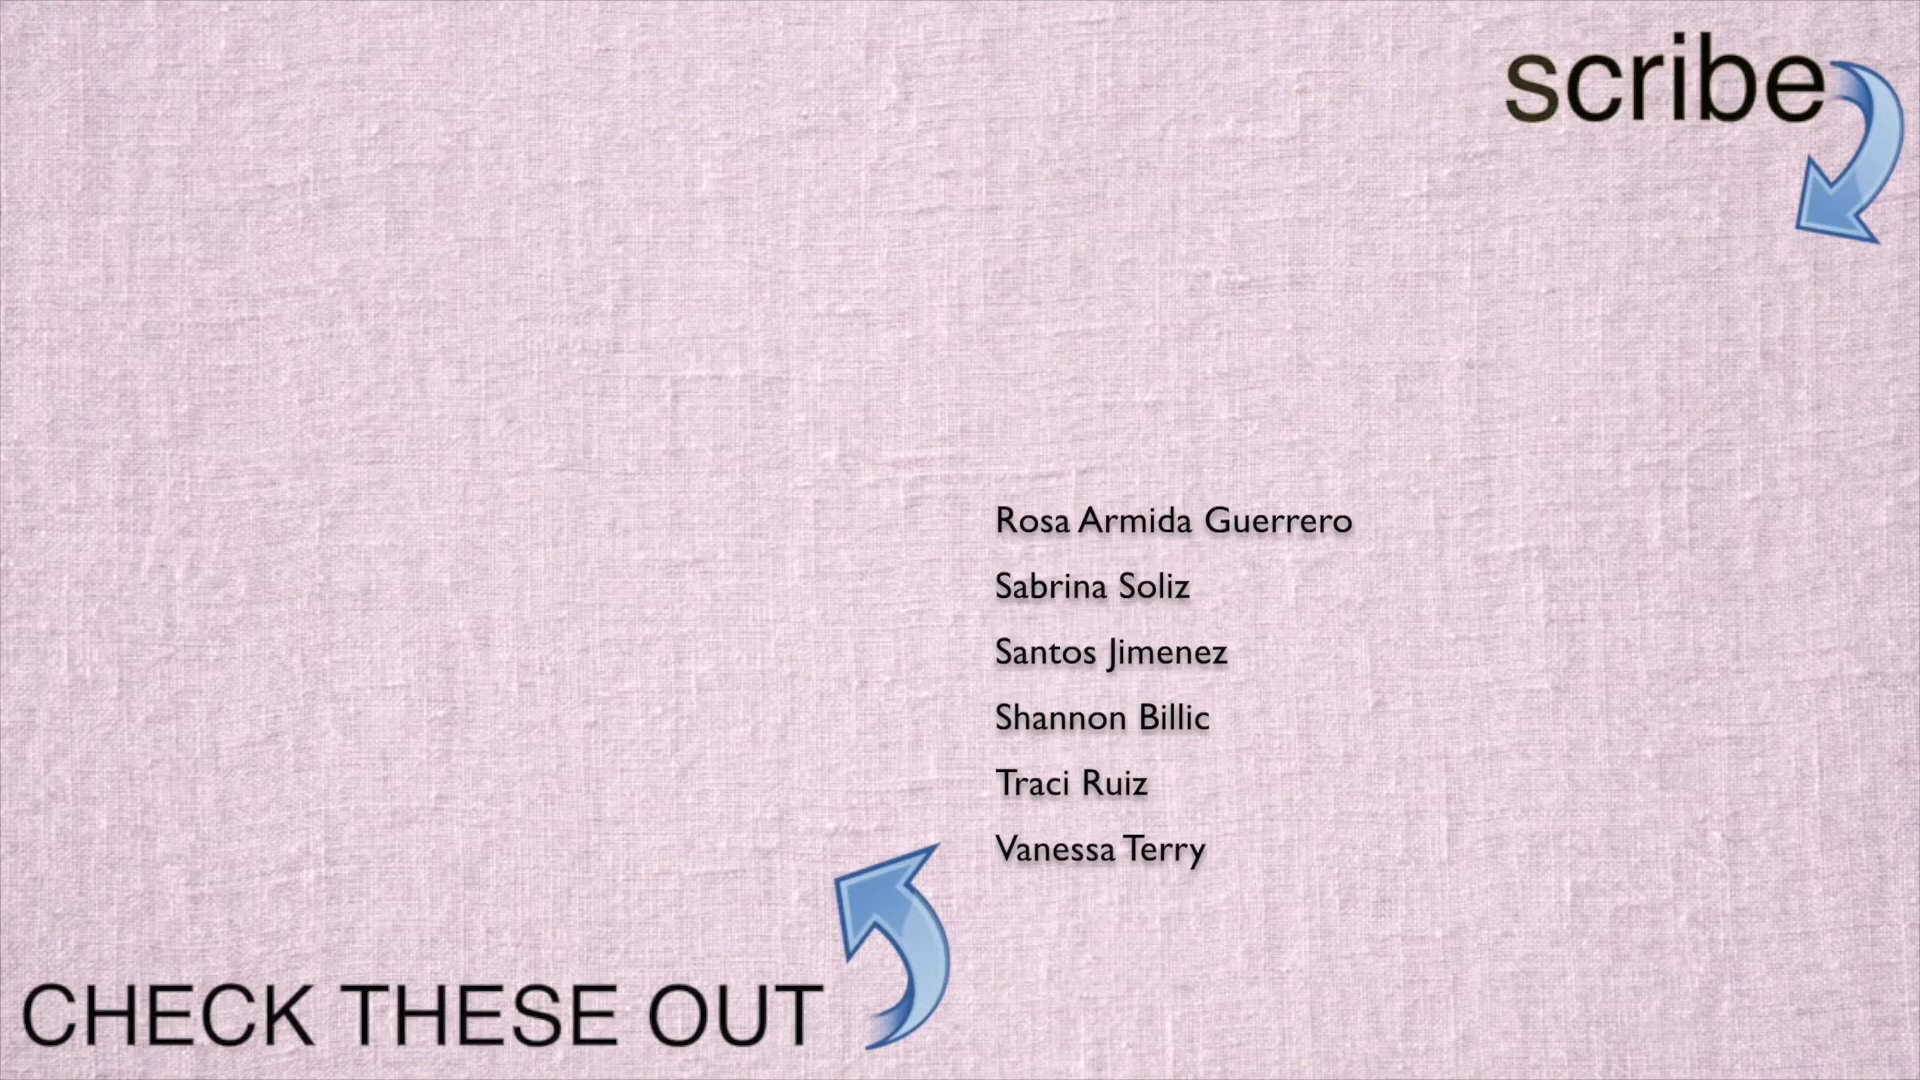 scribe
Rosa Armida Guerrero
Sabrina Soliz
Santos Jimenez
Shannon Billic
Traci Ruiz
Vanessa Terry
CHECK THESE OUT